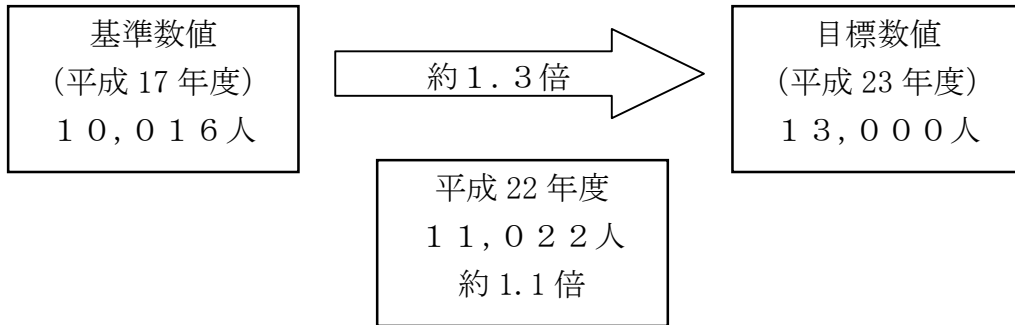 基準数値
(平成 17 年度)
１０,０１６人
約１.３倍
目標数値
(平成 23 年度)
１３,０００人
平成 22 年度
１１,０２２人
約 1.1 倍